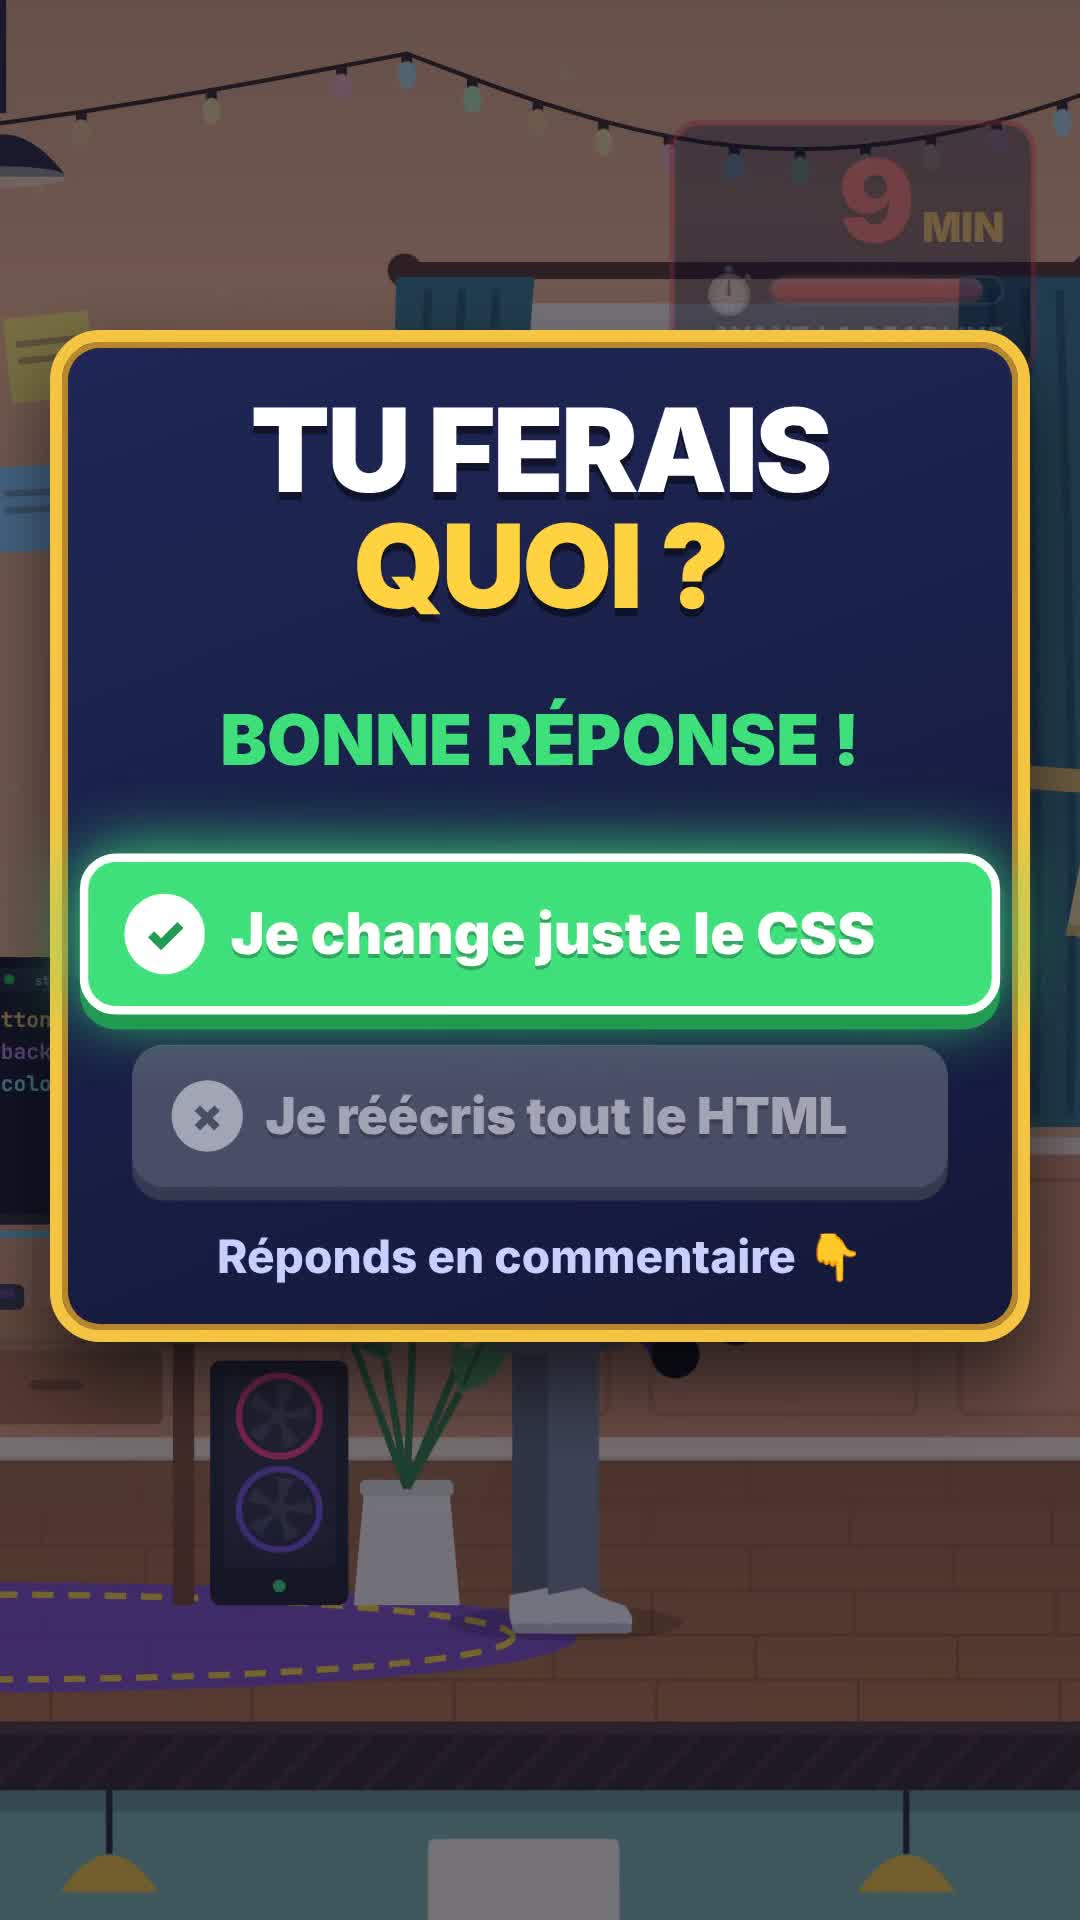 9 MIN
TU FERAIS
QUOI ?
BONNE RÉPONSE !
Je change juste le CSS
Je réécris tout le HTML
Réponds en commentaire 👇